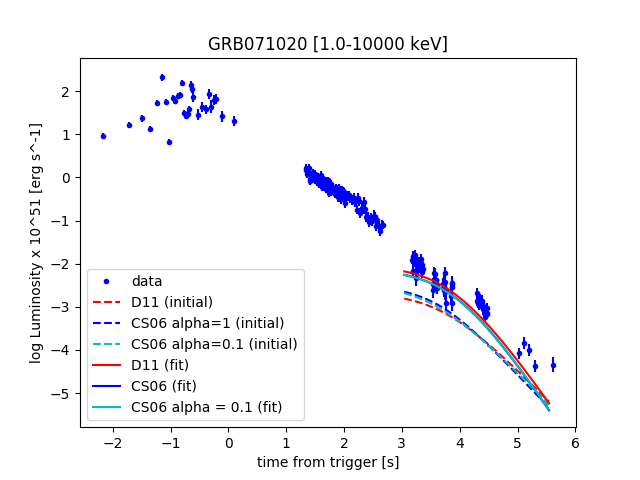 GRB071020 [1.0-10000 keV]
log Luminosity x 10^51 [erg s^-1]
2
1
0
−1
−2
−3
−4
−5
data
D11 (initial)
CS06 alpha=1 (initial)
CS06 alpha=0.1 (initial)
D11 (fit)
CS06 (fit)
CS06 alpha = 0.1 (fit)
−2 −1 0 1 2 3 4 5 6
time from trigger [s]